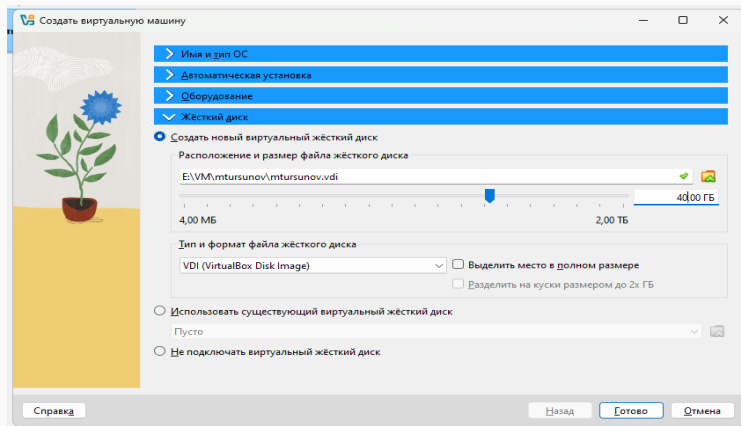 Создать виртуальную машину
Имя и тип ОС
Автоматическая установка
Оборудование
Жёсткий диск
Создать новый виртуальный жёсткий диск
Расположение и размер файла жёсткого диска
E:\VM\mtursunov\mtursunov.vdi
40,00 ГБ
4,00 МБ 2,00 ТБ
Тип и формат файла жёсткого диска
VDI (VirtualBox Disk Image) Выделить место в полном размере
Разделить на куски размером до 2х ГБ
Использовать существующий виртуальный жёсткий диск
Пусто
Не подключать виртуальный жёсткий диск
Справка Назад Готово Отмена